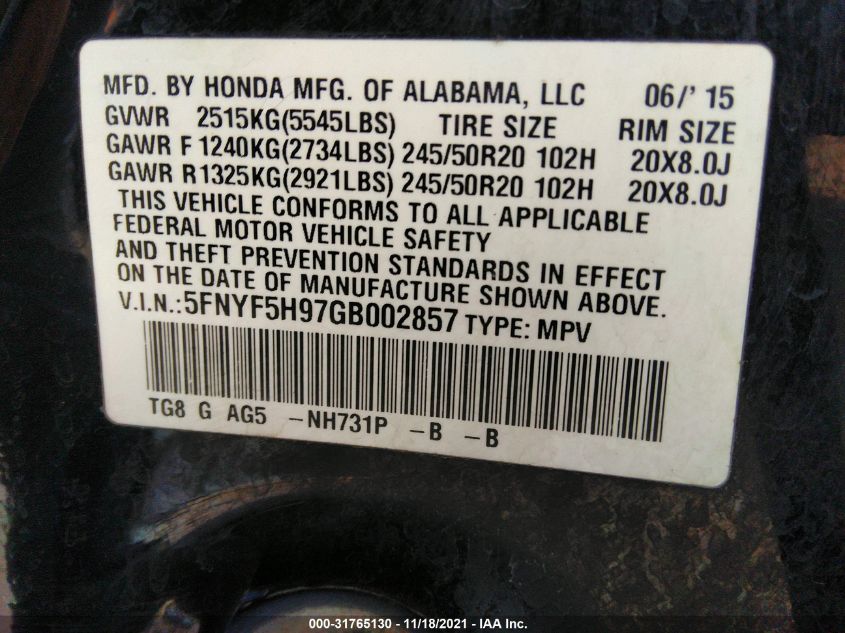 MFD. BY HONDA MFG. OF ALABAMA, LLC 06/' 15
GVWR 2515KG(5545LBS) TIRE SIZE RIM SIZE
GAWR F 1240KG(2734LBS) 245/50R20 102H 20X8.0J
GAWR R1325KG(2921LBS) 245/50R20 102H 20X8.0J
THIS VEHICLE CONFORMS TO ALL APPLICABLE
FEDERAL MOTOR VEHICLE SAFETY
AND THEFT PREVENTION STANDARDS IN EFFECT
ON THE DATE OF MANUFACTURE SHOWN ABOVE.
V.I.N.:5FNYF5H97GB002857 TYPE: MPV
TG8 G AG5 -NH731P -B -B
000-31765130 - 11/18/2021 - IAA Inc.